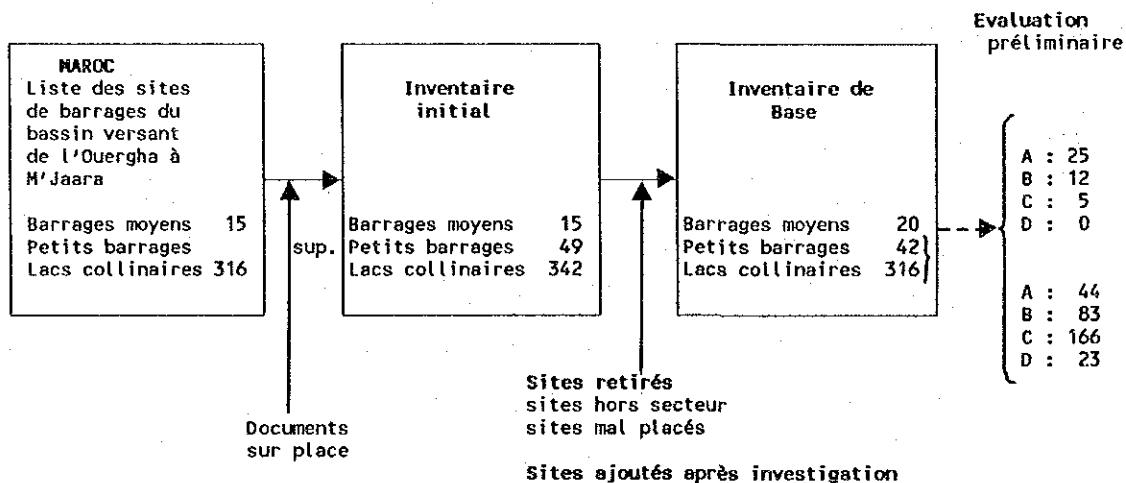 Evaluation
préliminaire
MAROC
Liste des sites
de barrages du
bassin versant
de l'Ouergha à
M'Jaara
Barrages moyens 15
Petits barrages
Lacs collinaires 316
sup.
Inventaire
initial
Barrages moyens 15
Petits barrages 49
Lacs collinaires 342
Inventaire de
Base
Barrages moyens 20
Petits barrages 42
Lacs collinaires 316
A : 25
B : 12
C : 5
D : 0
A : 44
B : 83
C : 166
D : 23
Documents
sur place
Sites retirés
sites hors secteur
sites mal placés
Sites ajoutés après investigation